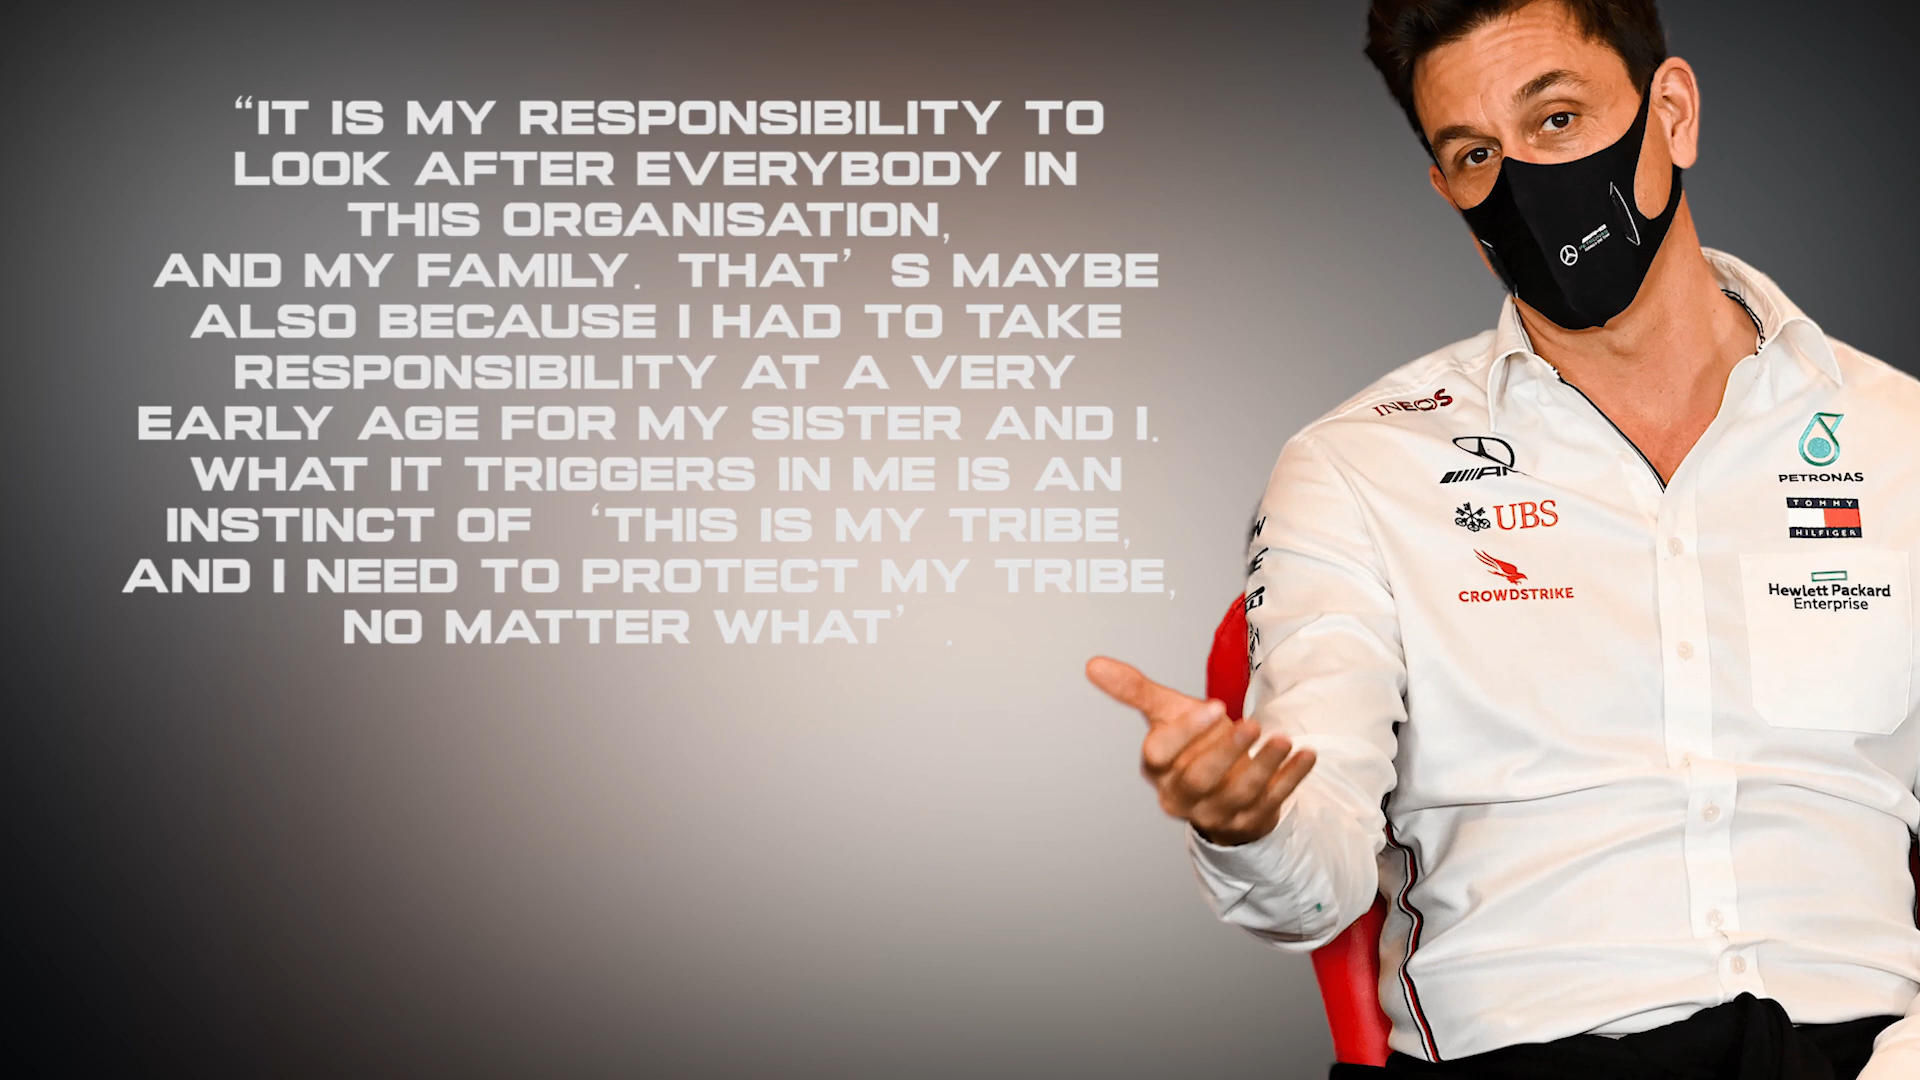 “IT IS MY RESPONSIBILITY TO
LOOK AFTER EVERYBODY IN
THIS ORGANISATION,
AND MY FAMILY. THAT’S MAYBE
ALSO BECAUSE I HAD TO TAKE
RESPONSIBILITY AT A VERY
EARLY AGE FOR MY SISTER AND I.
WHAT IT TRIGGERS IN ME IS AN
INSTINCT OF ‘THIS IS MY TRIBE,
AND I NEED TO PROTECT MY TRIBE,
NO MATTER WHAT’.
INEOS
UBS
CROWDSTRIKE
PETRONAS
TOMMY
HILFIGER
Hewlett Packard
Enterprise